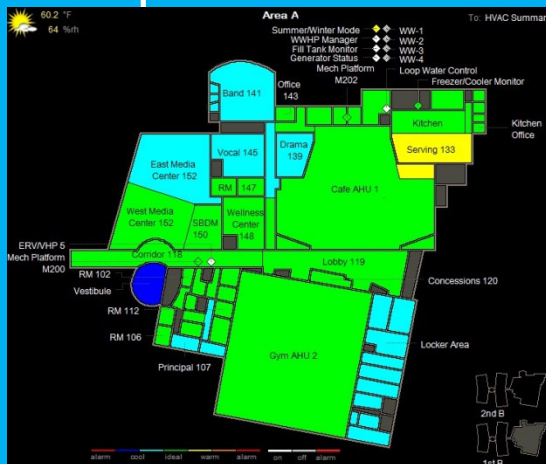 60.2 °F
64 %rh
Area A
To: HVAC Summar
Summer/Winter Mode
WWHP Manager
Fill Tank Monitor
Generator Status
Mech Platform
M202
WW-1
WW-2
WW-3
WW-4
Loop Water Control
Freezer/Cooler Monitor
Office
143
Band 141
Kitchen
Kitchen
Office
Serving 133
Drama
139
Vocal 145
East Media
Center 152
RM
147
Cafe AHU 1
West Media
Center 152
SBDM
150
Wellness
Center
148
ERV/VHP 5
Mech Platform
M200
Corridor 118
Lobby 119
RM 102
Vestibule
Concessions 120
RM 112
RM 106
Principal 107
Gym AHU 2
Locker Area
2nd B
1st B
alarm
cool
ideal
warm
alarm
on
off
alarm